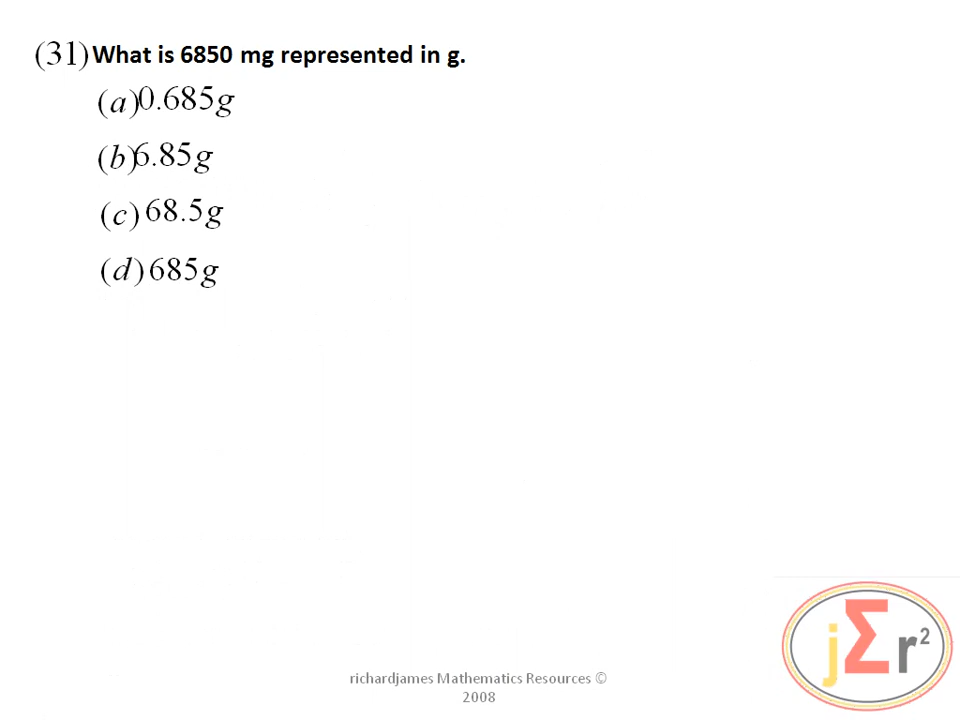 (31) What is 6850 mg represented in g.
(a) 0.685g
(b) 6.85g
(c) 68.5g
(d) 685g
richardjames Mathematics Resources ©
2008
jΣr²